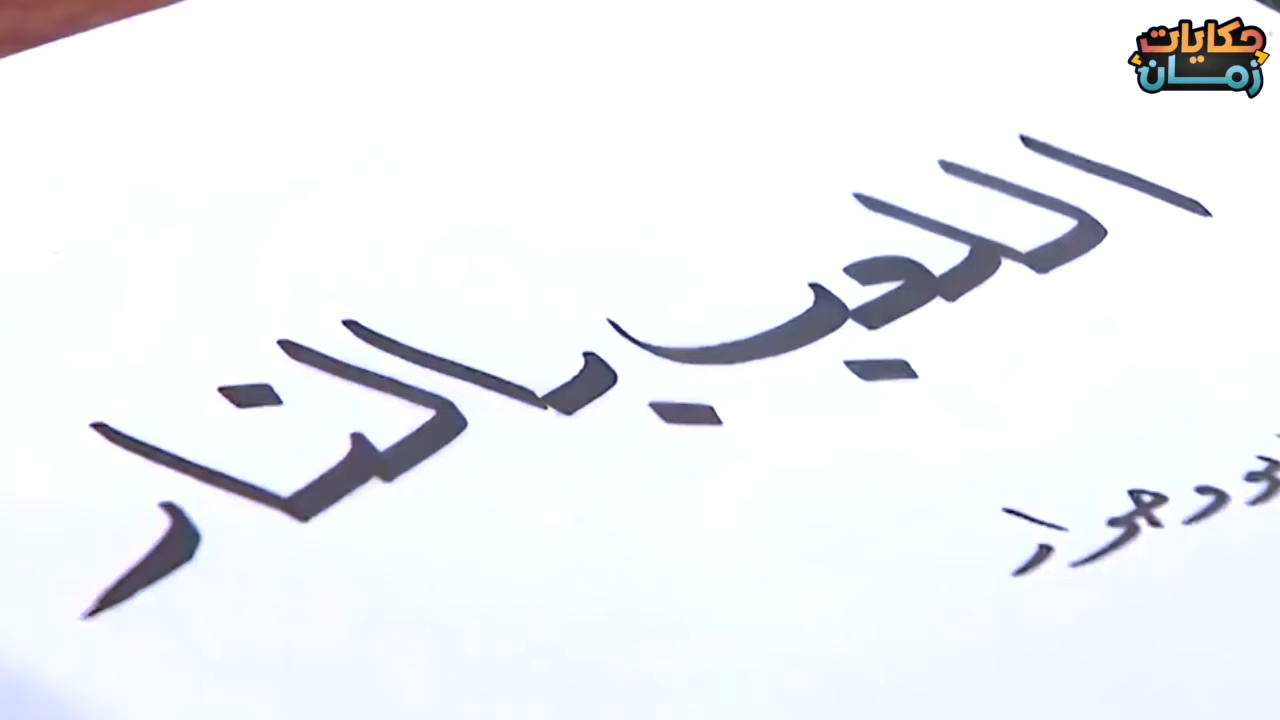 حكايات
زمان
اللعب بالنار